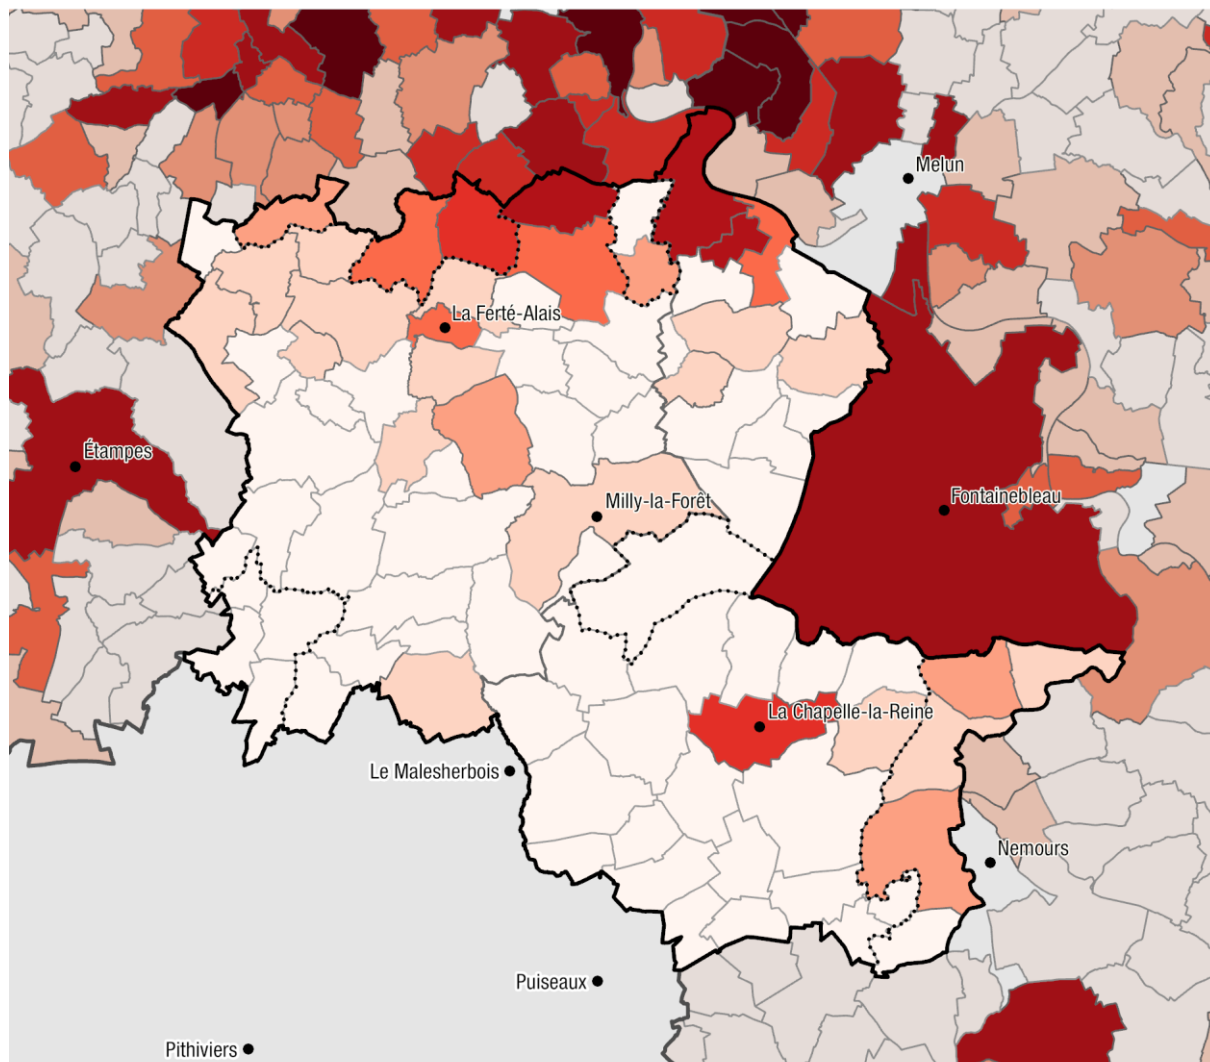 Melun
La Ferté-Alais
Étampes
Fontainebleau
Milly-la-Forêt
La Chapelle-la-Reine
Le Malesherbois
Nemours
Puiseaux
Pithiviers